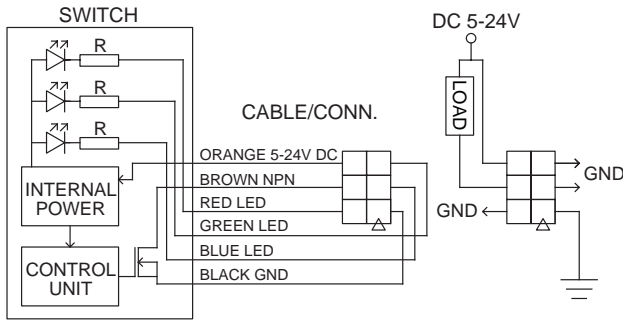 SWITCH
R
R
R
INTERNAL
POWER
CONTROL
UNIT
CABLE/CONN.
ORANGE 5-24V DC
BROWN NPN
RED LED
GREEN LED
BLUE LED
BLACK GND
DC 5-24V
LOAD
GND
GND